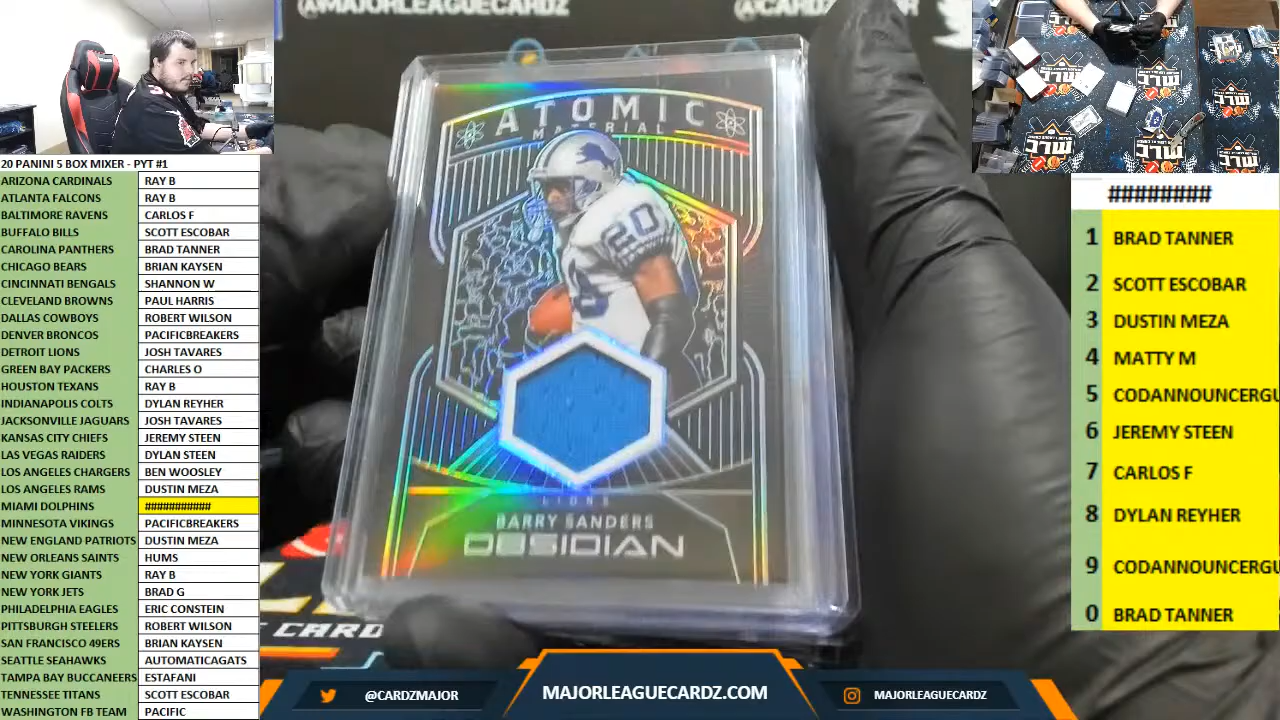 @MAJORLEAGUECARDZ
20 PANINI 5 BOX MIXER - PYT #1
ARIZONA CARDINALS RAY B
ATLANTA FALCONS RAY B
BALTIMORE RAVENS CARLOS F
BUFFALO BILLS SCOTT ESCOBAR
CAROLINA PANTHERS BRAD TANNER
CHICAGO BEARS BRIAN KAYSEN
CINCINNATI BENGALS SHANNON W
CLEVELAND BROWNS PAUL HARRIS
DALLAS COWBOYS ROBERT WILSON
DENVER BRONCOS PACIFICBREAKERS
DETROIT LIONS JOSH TAVARES
GREEN BAY PACKERS CHARLES O
HOUSTON TEXANS RAY B
INDIANAPOLIS COLTS DYLAN REYHER
JACKSONVILLE JAGUARS JOSH TAVARES
KANSAS CITY CHIEFS JEREMY STEEN
LAS VEGAS RAIDERS DYLAN STEEN
LOS ANGELES CHARGERS BEN WOOSLEY
LOS ANGELES RAMS DUSTIN MEZA
MIAMI DOLPHINS ###########
MINNESOTA VIKINGS PACIFICBREAKERS
NEW ENGLAND PATRIOTS DUSTIN MEZA
NEW ORLEANS SAINTS HUMS
NEW YORK GIANTS RAY B
NEW YORK JETS BRAD G
PHILADELPHIA EAGLES ERIC CONSTEIN
PITTSBURGH STEELERS ROBERT WILSON
SAN FRANCISCO 49ERS BRIAN KAYSEN
SEATTLE SEAHAWKS AUTOMATICAGATS
TAMPA BAY BUCCANEERS ESTAFANI
TENNESSEE TITANS SCOTT ESCOBAR
WASHINGTON FB TEAM PACIFIC
ATOMIC
MATERIAL
20
LIONS
BARRY SANDERS
OBSIDIAN
CARD
########
1 BRAD TANNER
2 SCOTT ESCOBAR
3 DUSTIN MEZA
4 MATTY M
5 CODANNOUNCERGU
6 JEREMY STEEN
7 CARLOS F
8 DYLAN REYHER
9 CODANNOUNCERGU
0 BRAD TANNER
@CARDZMAJOR
MAJORLEAGUECARDZ.COM
MAJORLEAGUECARDZ